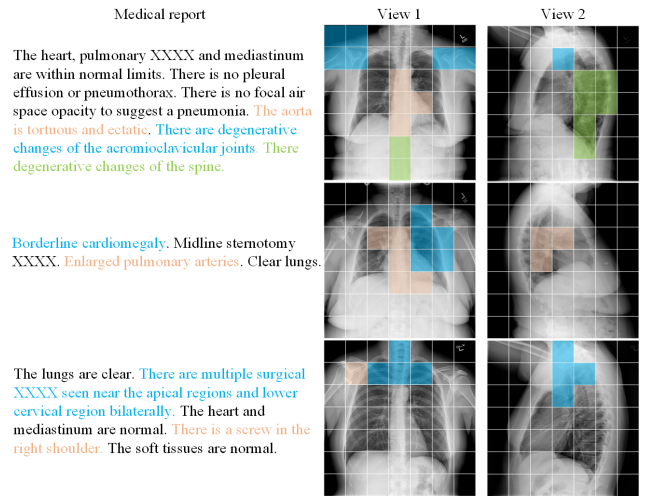 Medical report View 1 View 2
The heart, pulmonary XXXX and mediastinum
are within normal limits. There is no pleural
effusion or pneumothorax. There is no focal air
space opacity to suggest a pneumonia. The aorta
is tortuous and ectatic. There are degenerative
changes of the acromioclavicular joints. There
degenerative changes of the spine.
Borderline cardiomegaly. Midline sternotomy
XXXX. Enlarged pulmonary arteries. Clear lungs.
The lungs are clear. There are multiple surgical
XXXX seen near the apical regions and lower
cervical region bilaterally. The heart and
mediastinum are normal. There is a screw in the
right shoulder. The soft tissues are normal.